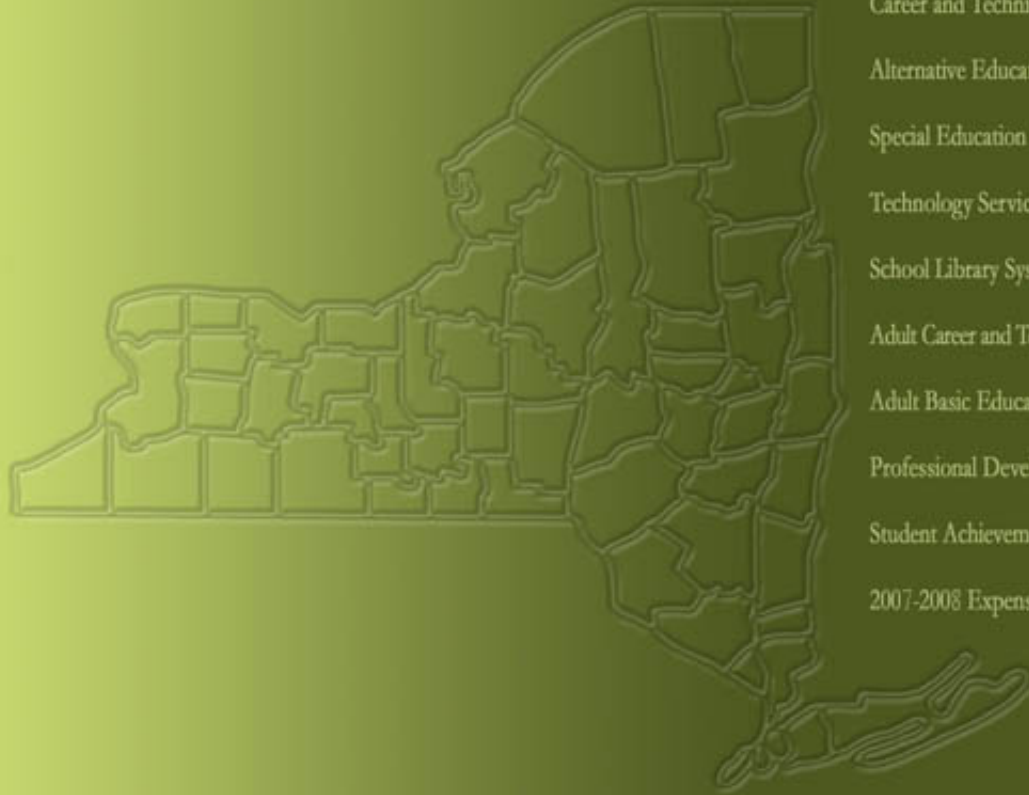 Career and Techni
Alternative Educa
Special Education
Technology Servic
School Library Sys
Adult Career and T
Adult Basic Educa
Professional Deve
Student Achievem
2007-2008 Expens